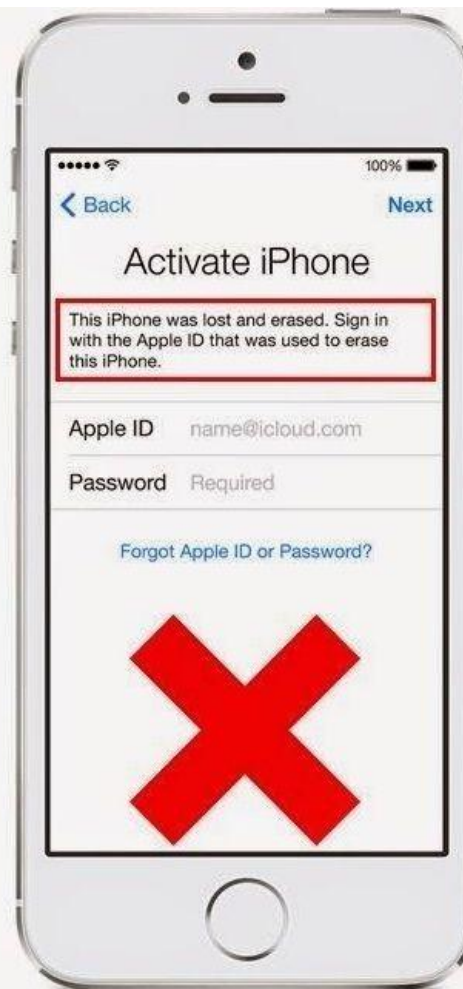 100%
Back
Next
Activate iPhone
This iPhone was lost and erased. Sign in
with the Apple ID that was used to erase
this iPhone.
Apple ID name@icloud.com
Password Required
Forgot Apple ID or Password?